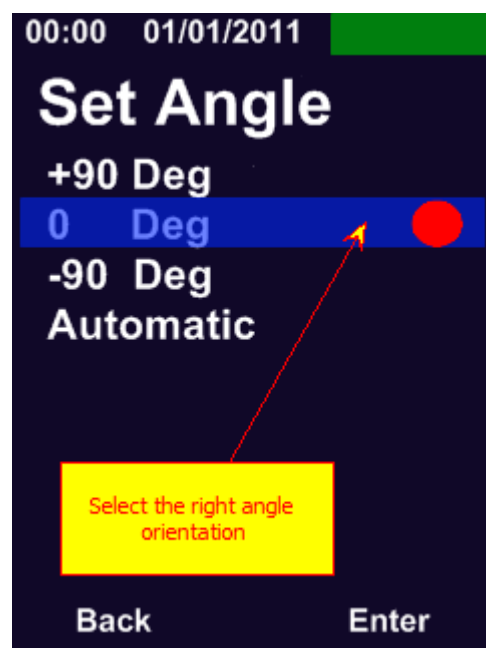 00:00 01/01/2011
Set Angle
+90 Deg
0 Deg
-90 Deg
Automatic
Select the right angle
orientation
Back Enter